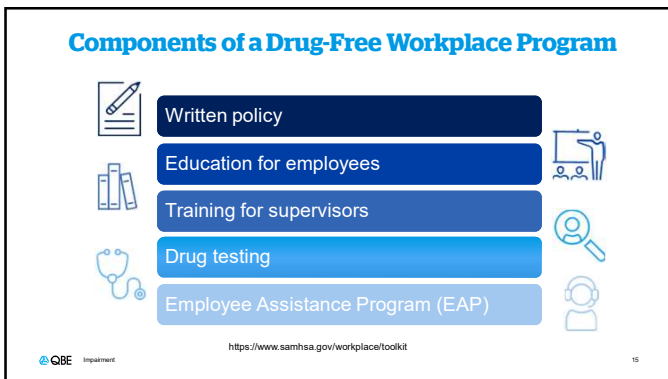 Components of a Drug-Free Workplace Program
Written policy
Education for employees
Training for supervisors
Drug testing
Employee Assistance Program (EAP)
https://www.samhsa.gov/workplace/toolkit
QBE Impairment 15